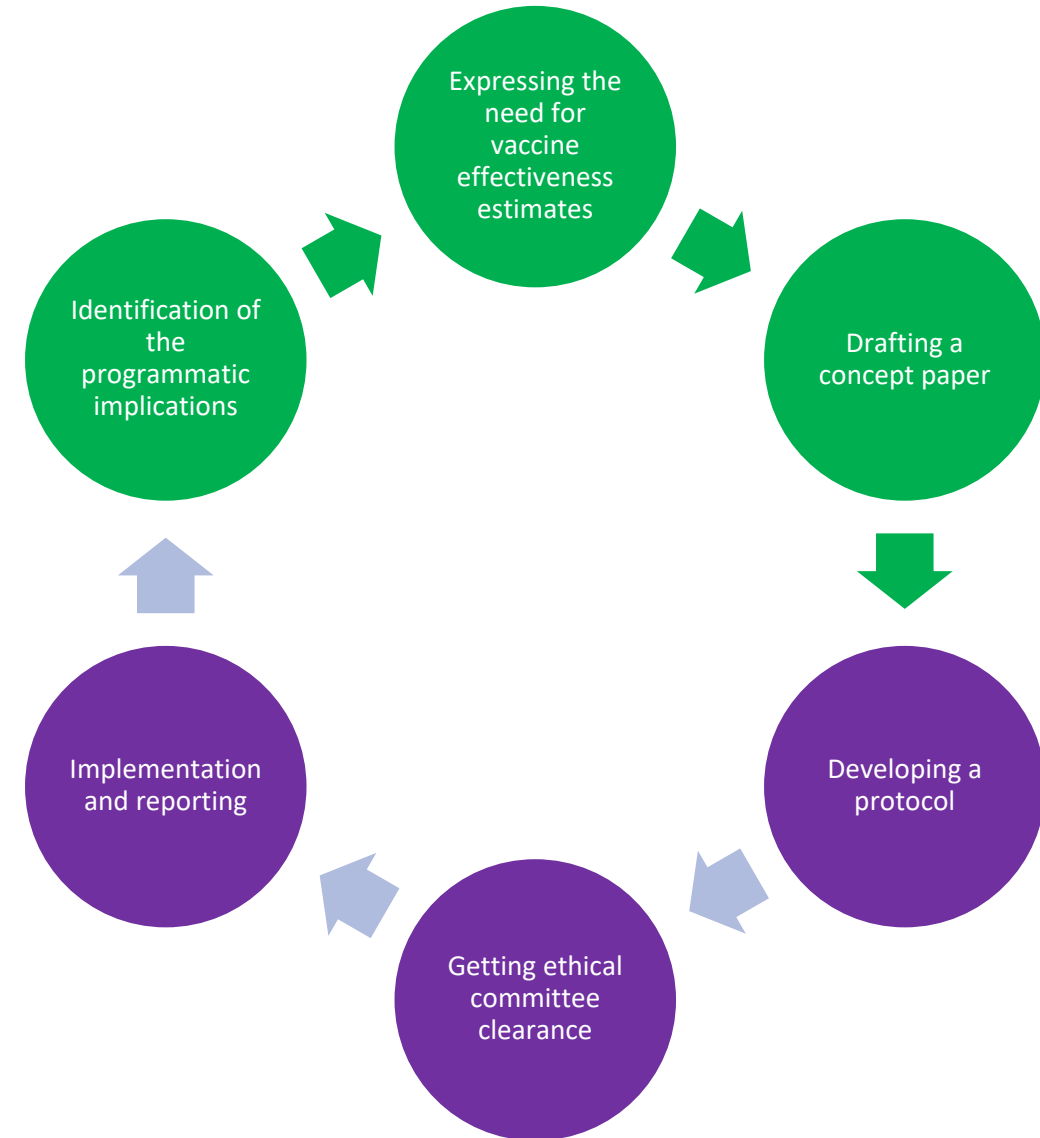 Expressing the
need for
vaccine
effectiveness
estimates
Drafting a
concept paper
Developing a
protocol
Getting ethical
committee
clearance
Implementation
and reporting
Identification of
the
programmatic
implications